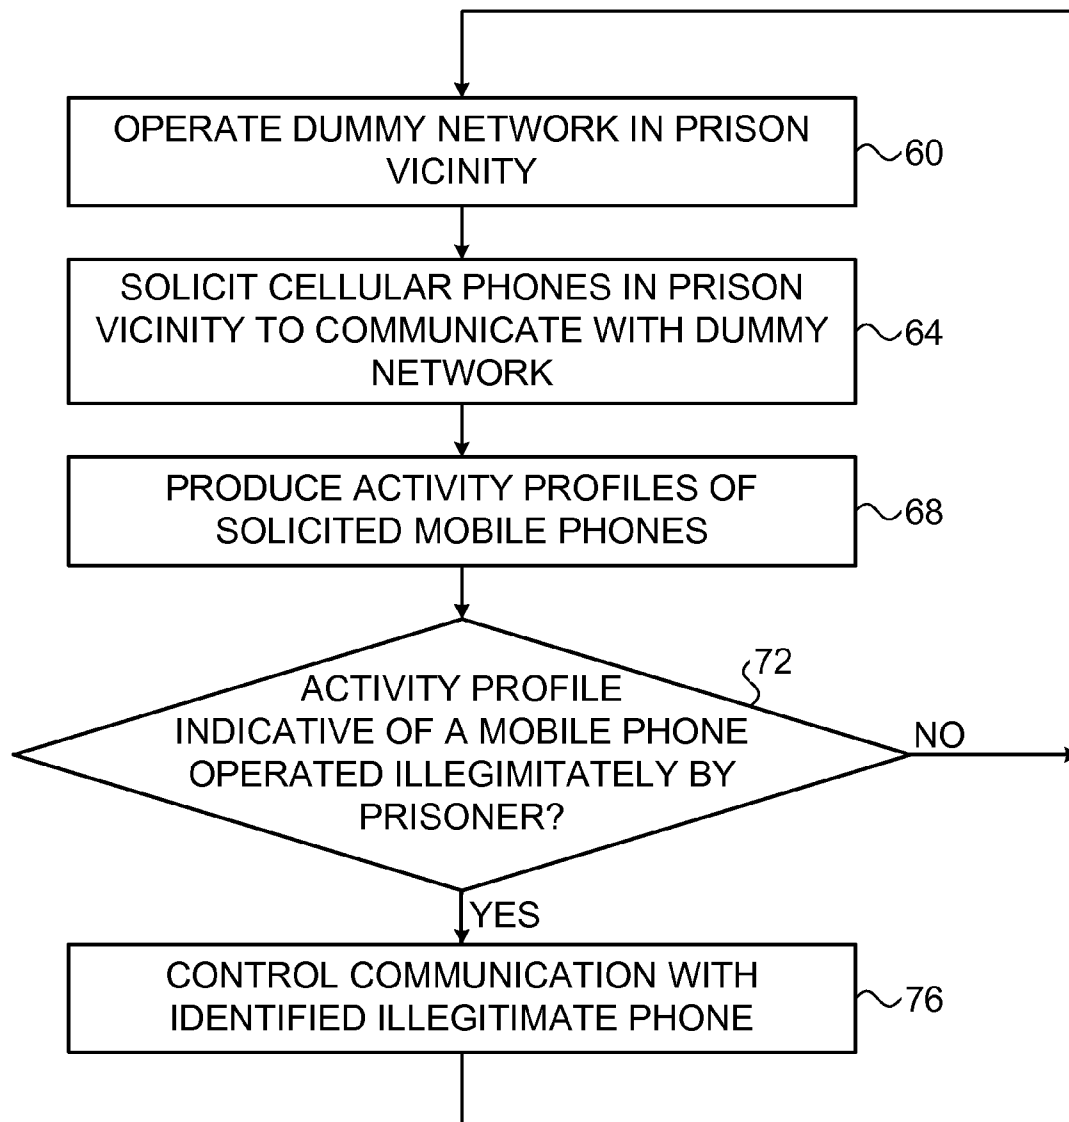 OPERATE DUMMY NETWORK IN PRISON
VICINITY
60
SOLICIT CELLULAR PHONES IN PRISON
VICINITY TO COMMUNICATE WITH DUMMY
NETWORK
64
PRODUCE ACTIVITY PROFILES OF
SOLICITED MOBILE PHONES
68
72
ACTIVITY PROFILE
INDICATIVE OF A MOBILE PHONE
OPERATED ILLEGIMITATELY BY
PRISONER?
NO
YES
CONTROL COMMUNICATION WITH
IDENTIFIED ILLEGITIMATE PHONE
76